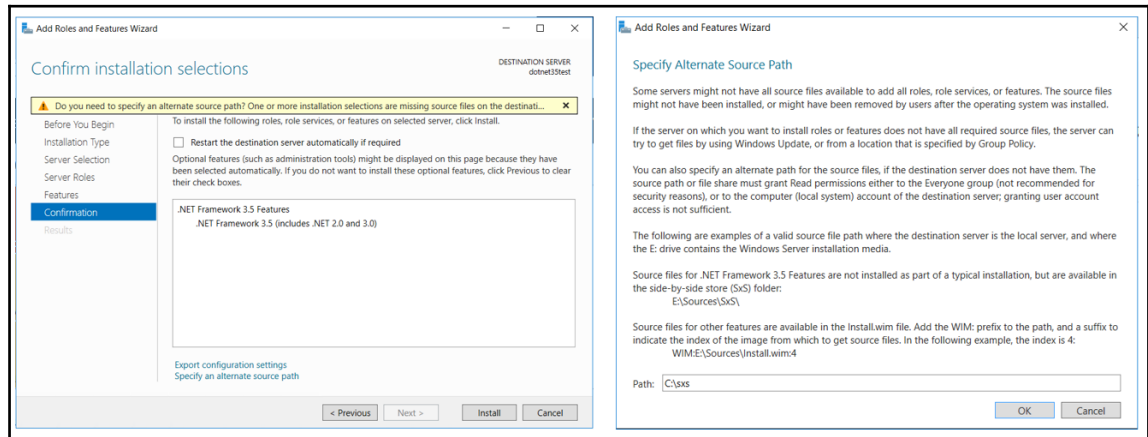 Add Roles and Features Wizard
Confirm installation selections
DESTINATION SERVER
dotnet35test
Do you need to specify an alternate source path? One or more installation selections are missing source files on the destinati...
Before You Begin
Installation Type
Server Selection
Server Roles
Features
Confirmation
Results
To install the following roles, role services, or features on selected server, click Install.
Restart the destination server automatically if required
Optional features (such as administration tools) might be displayed on this page because they have
been selected automatically. If you do not want to install these optional features, click Previous to clear
their check boxes.
.NET Framework 3.5 Features
.NET Framework 3.5 (includes .NET 2.0 and 3.0)
Export configuration settings
Specify an alternate source path
< Previous
Next >
Install
Cancel
Add Roles and Features Wizard
Specify Alternate Source Path
Some servers might not have all source files available to add all roles, role services, or features. The source files
might not have been installed, or might have been removed by users after the operating system was installed.
If the server on which you want to install roles or features does not have all required source files, the server can
try to get files by using Windows Update, or from a location that is specified by Group Policy.
You can also specify an alternate path for the source files, if the destination server does not have them. The
source path or file share must grant Read permissions either to the Everyone group (not recommended for
security reasons), or to the computer (local system) account of the destination server; granting user account
access is not sufficient.
The following are examples of a valid source file path where the destination server is the local server, and where
the E: drive contains the Windows Server installation media.
Source files for .NET Framework 3.5 Features are not installed as part of a typical installation, but are available in
the side-by-side store (SxS) folder:
E:\Sources\SxS\
Source files for other features are available in the Install.wim file. Add the WIM: prefix to the path, and a suffix to
indicate the index of the image from which to get source files. In the following example, the index is 4:
WIM:E:\Sources\Install.wim:4
Path: C:\sxs
OK
Cancel